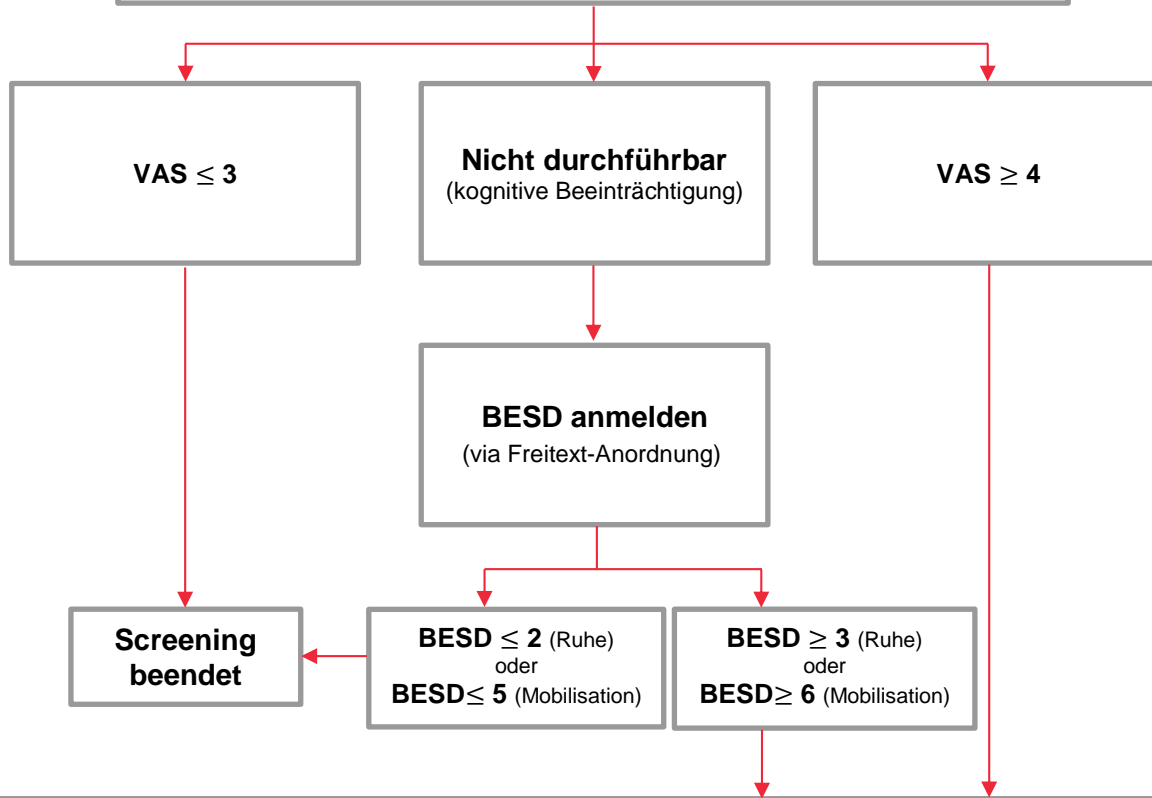 VAS ≤ 3
Nicht durchführbar
(kognitive Beeinträchtigung)
VAS ≥ 4
BESD anmelden
(via Freitext-Anordnung)
Screening
beendet
BESD ≤ 2 (Ruhe)
oder
BESD≤ 5 (Mobilisation)
BESD ≥ 3 (Ruhe)
oder
BESD≥ 6 (Mobilisation)